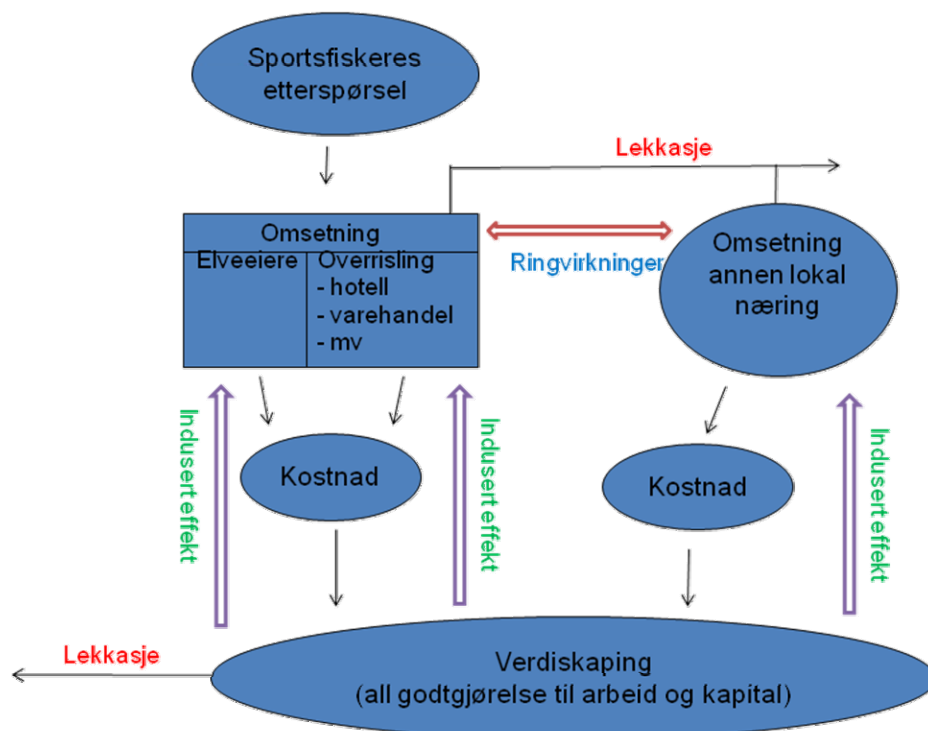 Sportsfiskeres
etterspørsel
Lekkasje
Omsetning
Elveeiere
Overrisling
- hotell
- varehandel
- mv
Ringvirkninger
Omsetning
annen lokal
næring
Indusert effekt
Kostnad
Indusert effekt
Kostnad
Indusert effekt
Lekkasje
Verdiskaping
(all godtgjørelse til arbeid og kapital)